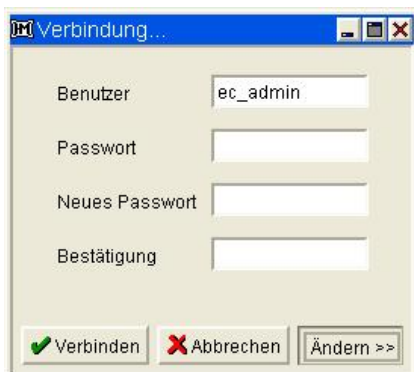 Verbindung...
Benutzer ec_admin
Passwort
Neues Passwort
Bestätigung
Verbinden Abbrechen Ändern >>